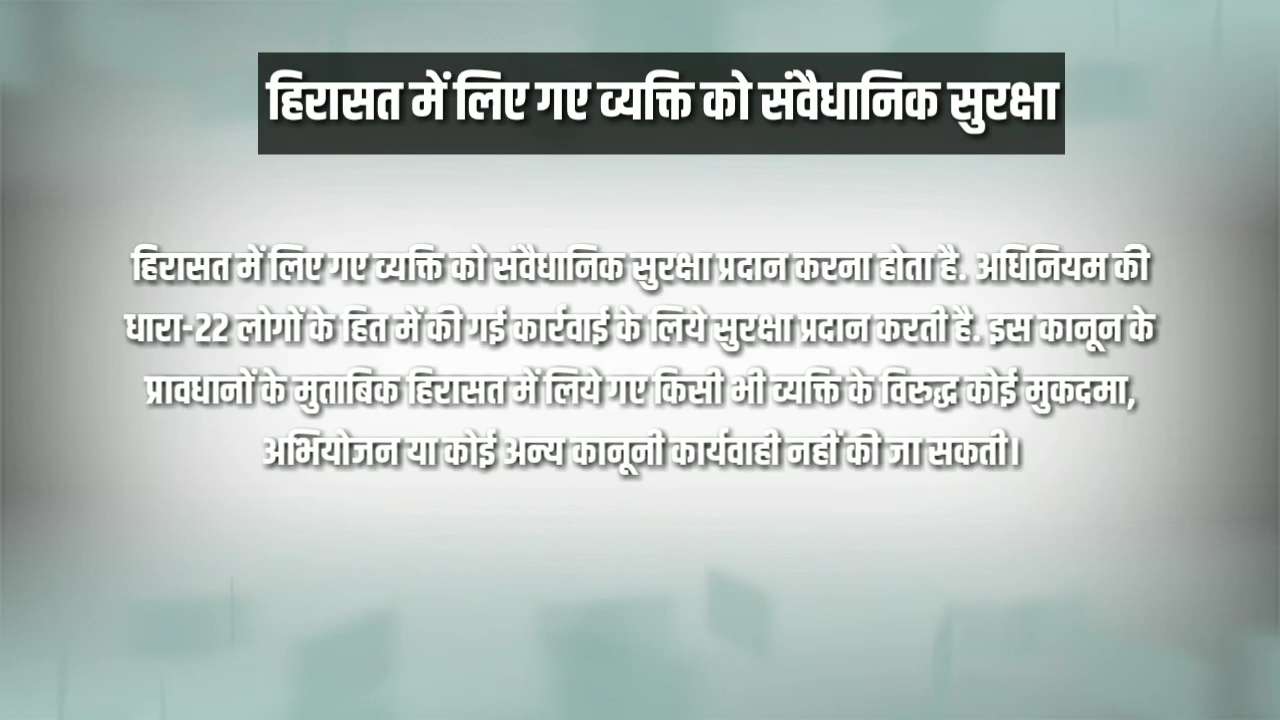 हिरासत में लिए गए व्यक्ति को संवैधानिक सुरक्षा
हिरासत में लिए गए व्यक्ति को संवैधानिक सुरक्षा प्रदान करना होता है. अधिनियम की
धारा-22 लोगों के हित में की गई कार्रवाई के लिये सुरक्षा प्रदान करती है. इस कानून के
प्रावधानों के मुताबिक हिरासत में लिये गए किसी भी व्यक्ति के विरुद्ध कोई मुकदमा,
अभियोजन या कोई अन्य कानूनी कार्यवाही नहीं की जा सकती।